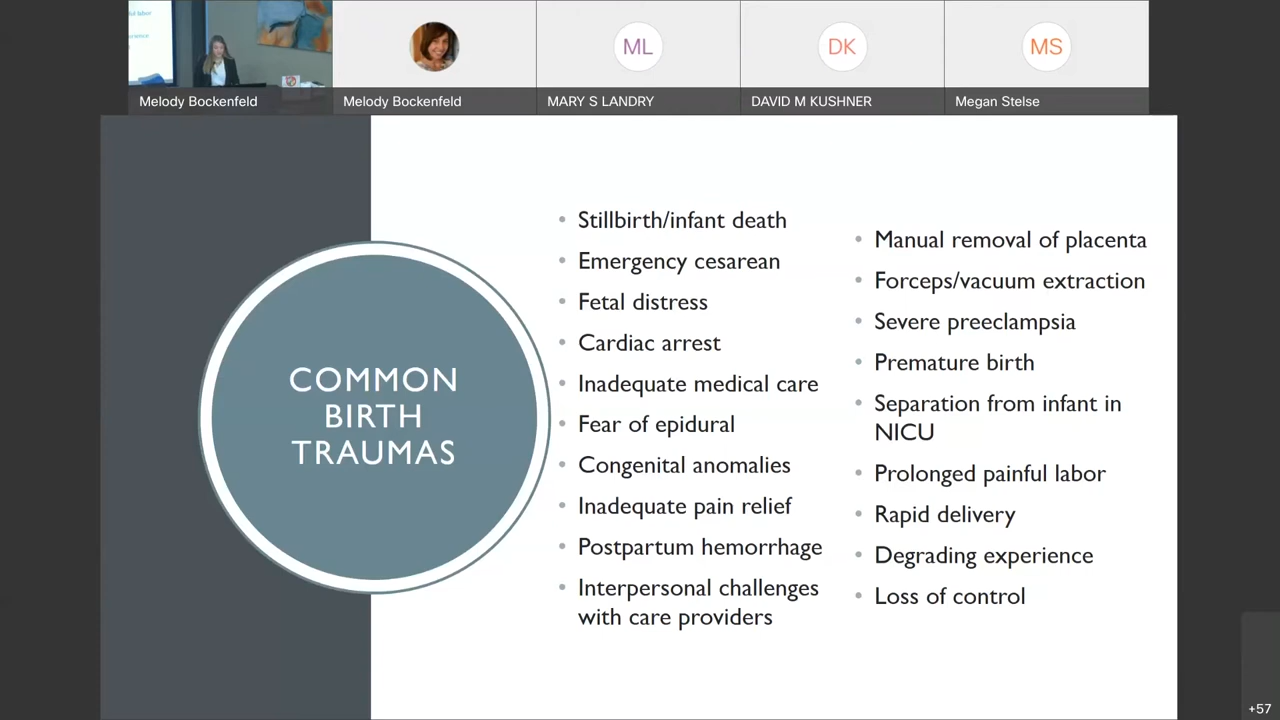 Melody Bockenfeld
Melody Bockenfeld
ML
MARY S LANDRY
DK
DAVID M KUSHNER
MS
Megan Stelse
COMMON
BIRTH
TRAUMAS
• Stillbirth/infant death
• Emergency cesarean
• Fetal distress
• Cardiac arrest
• Inadequate medical care
• Fear of epidural
• Congenital anomalies
• Inadequate pain relief
• Postpartum hemorrhage
• Interpersonal challenges
with care providers
• Manual removal of placenta
• Forceps/vacuum extraction
• Severe preeclampsia
• Premature birth
• Separation from infant in
NICU
• Prolonged painful labor
• Rapid delivery
• Degrading experience
• Loss of control
+57